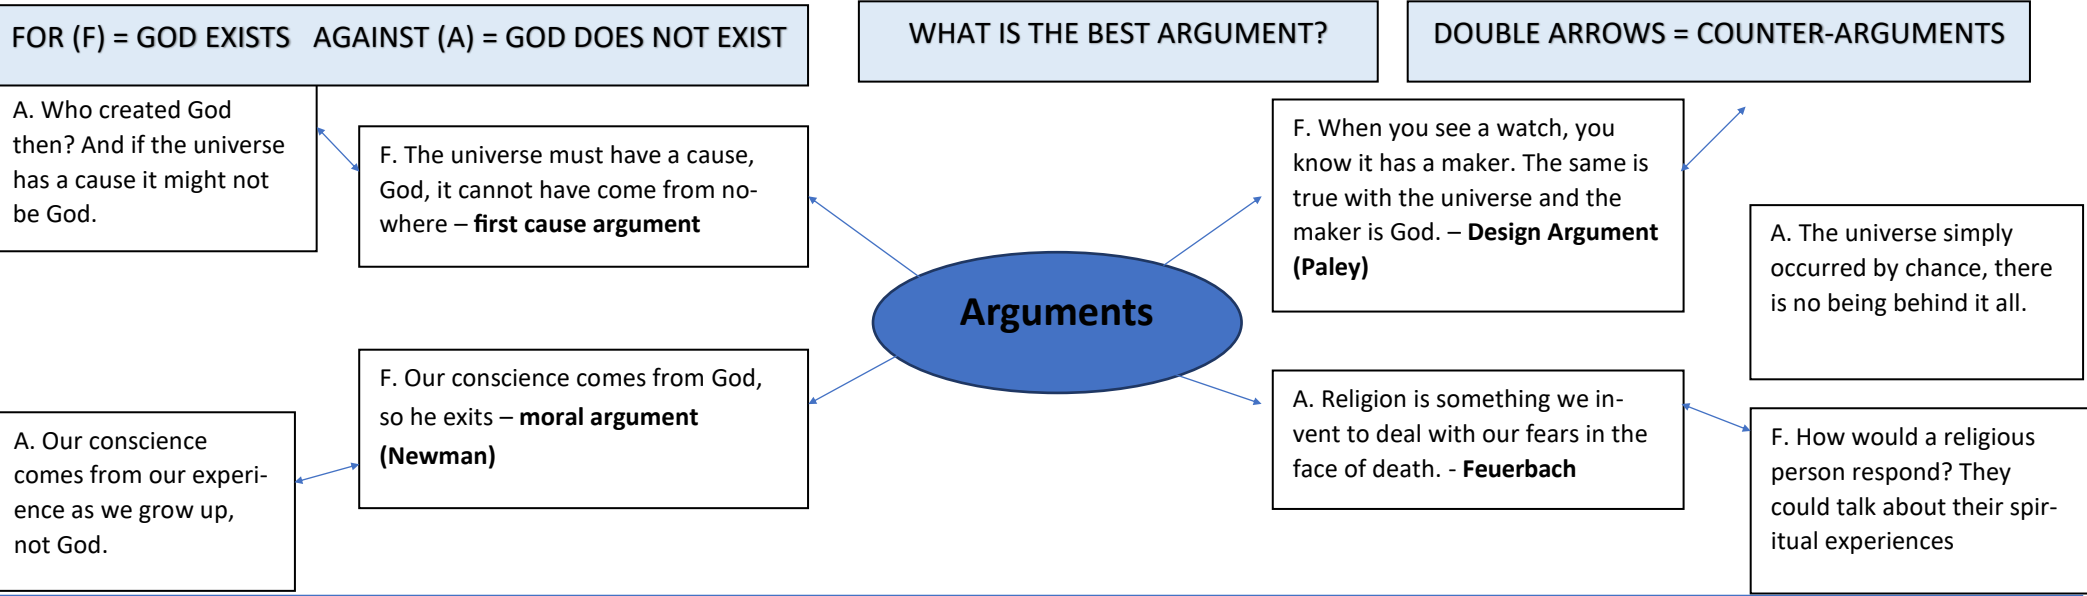 FOR (F) = GOD EXISTS   AGAINST (A) = GOD DOES NOT EXIST
WHAT IS THE BEST ARGUMENT?
DOUBLE ARROWS = COUNTER-ARGUMENTS
A. Who created God
then? And if the universe
has a cause it might not
be God.
F. The universe must have a cause,
God, it cannot have come from no-
where – first cause argument
F. When you see a watch, you
know it has a maker. The same is
true with the universe and the
maker is God. – Design Argument
(Paley)
A. The universe simply
occurred by chance, there
is no being behind it all.
Arguments
A. Our conscience
comes from our experi-
ence as we grow up,
not God.
F. Our conscience comes from God,
so he exits – moral argument
(Newman)
A. Religion is something we in-
vent to deal with our fears in the
face of death. - Feuerbach
F. How would a religious
person respond? They
could talk about their spir-
itual experiences